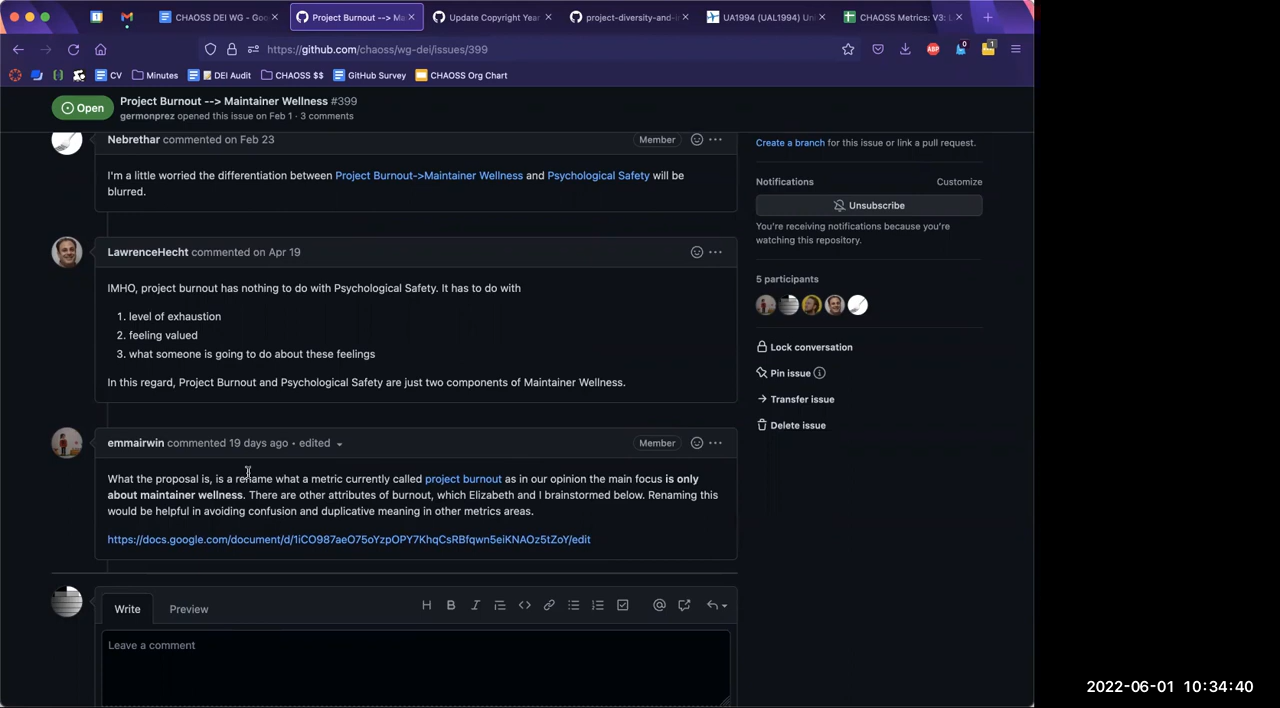 CHAOSS DEI WG - Goo
Project Burnout --> Ma
Update Copyright Year
project-diversity-and-i
UA1994 (UAL1994) Uni
CHAOSS Metrics: V3: L
https://github.com/chaoss/wg-dei/issues/399
ABP
0
1
CV
Minutes
DEI Audit
CHAOSS $$
GitHub Survey
CHAOSS Org Chart
Open
Project Burnout --> Maintainer Wellness #399
germonprez opened this issue on Feb 1 · 3 comments
Nebrethar commented on Feb 23
Member
I'm a little worried the differentiation between Project Burnout->Maintainer Wellness and Psychological Safety will be
blurred.
LawrenceHecht commented on Apr 19
IMHO, project burnout has nothing to do with Psychological Safety. It has to do with
1. level of exhaustion
2. feeling valued
3. what someone is going to do about these feelings
In this regard, Project Burnout and Psychological Safety are just two components of Maintainer Wellness.
emmairwin commented 19 days ago • edited
Member
What the proposal is, is a rename what a metric currently called project burnout as in our opinion the main focus is only
about maintainer wellness. There are other attributes of burnout, which Elizabeth and I brainstormed below. Renaming this
would be helpful in avoiding confusion and duplicative meaning in other metrics areas.
https://docs.google.com/document/d/1iCO987aeO75oYzpOPY7KhqCsRBfqwn5eiKNAOz5tZoY/edit
Write
Preview
Leave a comment
Create a branch for this issue or link a pull request.
Notifications
Customize
Unsubscribe
You're receiving notifications because you're
watching this repository.
5 participants
Lock conversation
Pin issue
Transfer issue
Delete issue
2022-06-01 10:34:40